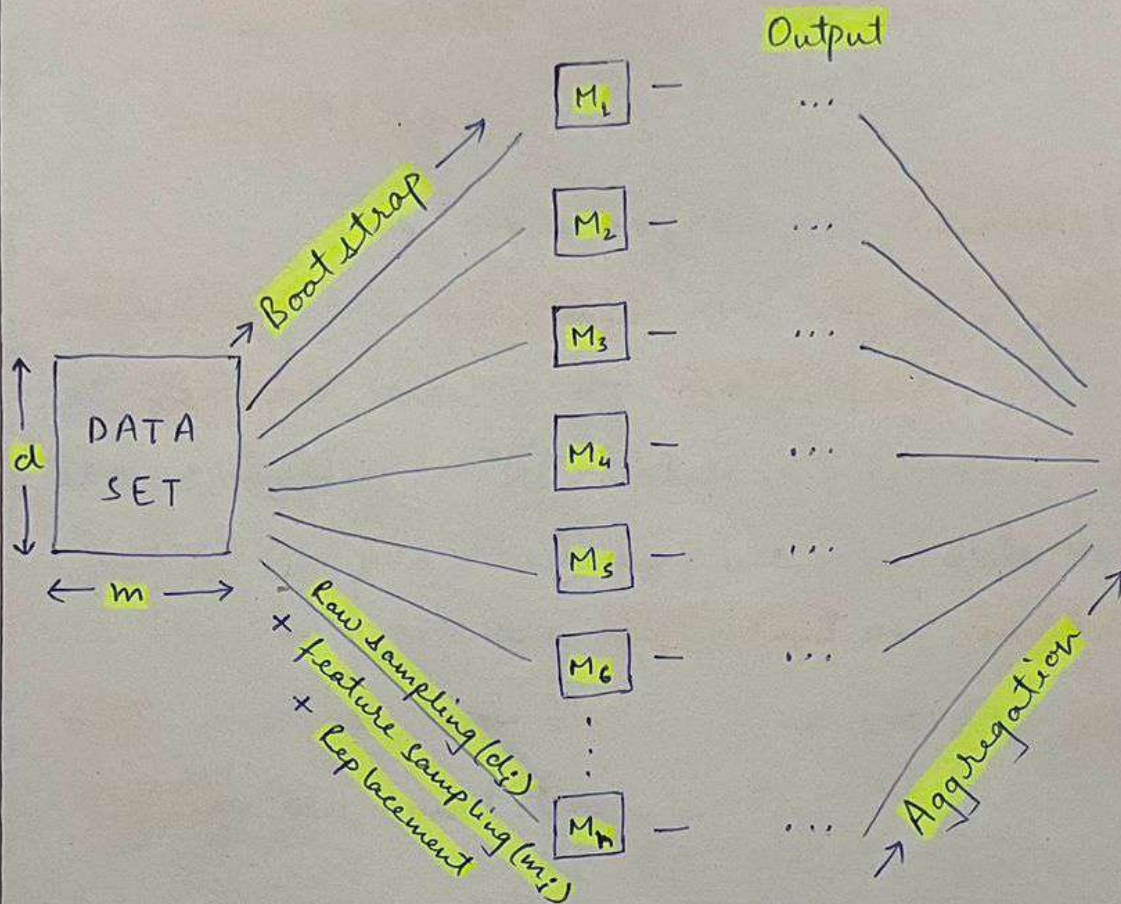 Output
M1 - ...
Boat strap
M2 - ...
M3 - ...
DATA
SET
d
m
M4 - ...
M5 - ...
M6 - ...
Mn - ...
Raw sampling (di)
× feature sampling (mi)
× Replacement
Aggregation